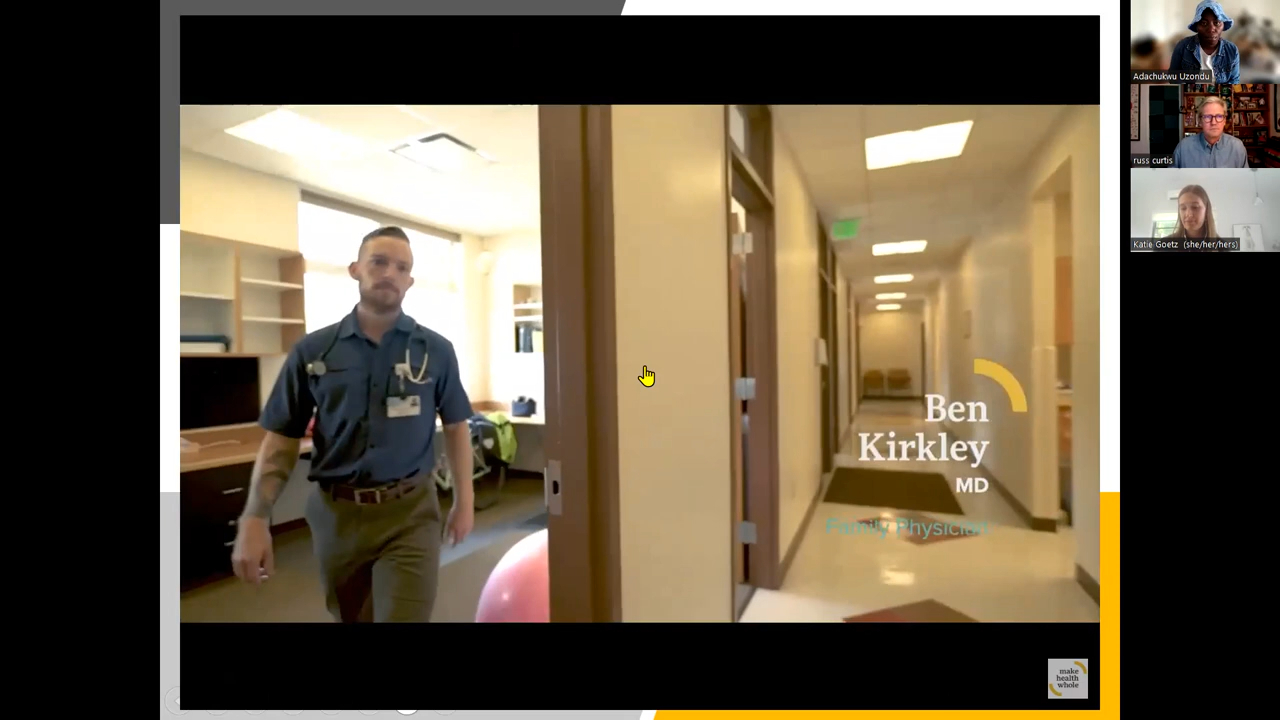 Ben
Kirkley
MD
Family Physician
make
health
whole
Adachukwu Uzondu
russ curtis
Katie Goetz (she/her/hers)